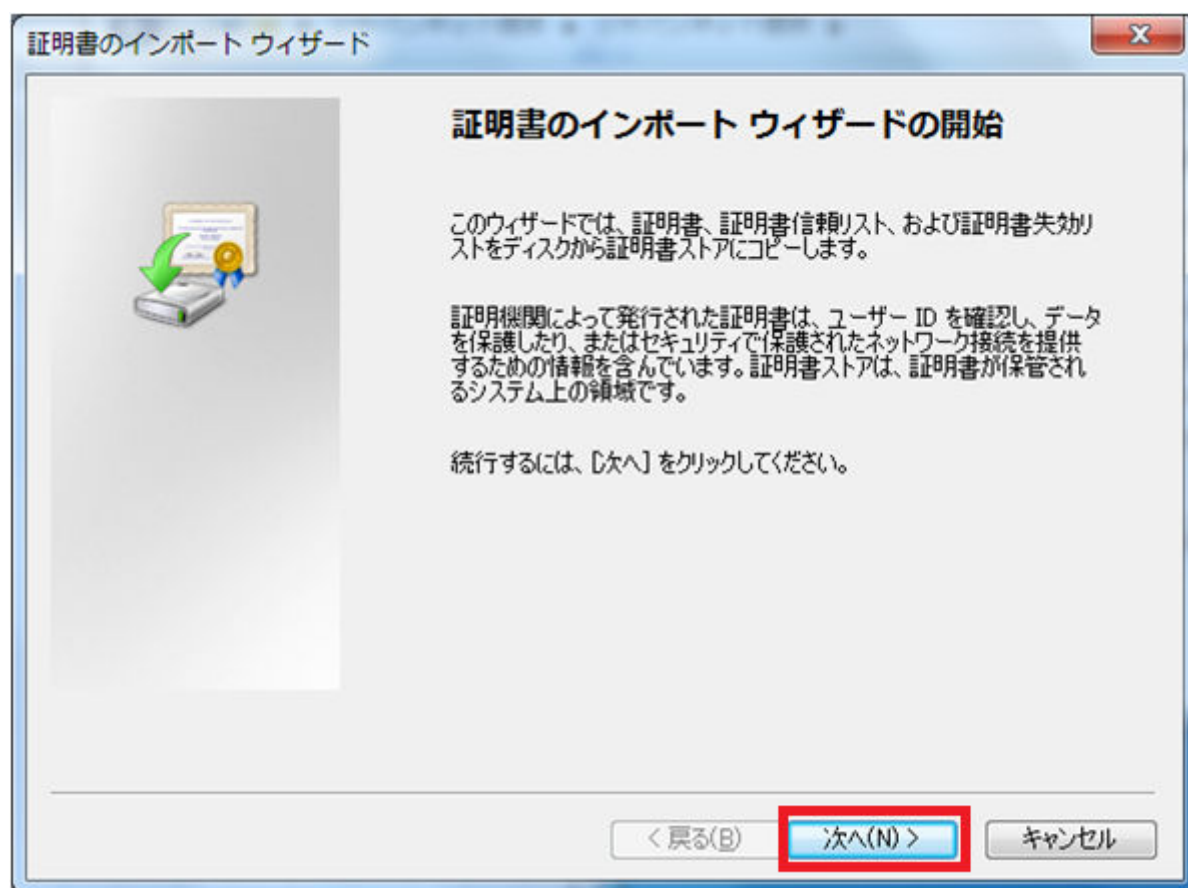 証明書のインポート ウィザード
証明書のインポート ウィザードの開始
このウィザードでは、証明書、証明書信頼リスト、および証明書失効リ
ストをディスクから証明書ストアにコピーします。
証明機関によって発行された証明書は、ユーザー ID を確認し、データ
を保護したり、またはセキュリティで保護されたネットワーク接続を提供
するための情報を含んでいます。証明書ストアは、証明書が保管され
るシステム上の領域です。
続行するには、[次へ] をクリックしてください。
< 戻る(B)
次へ(N) >
キャンセル